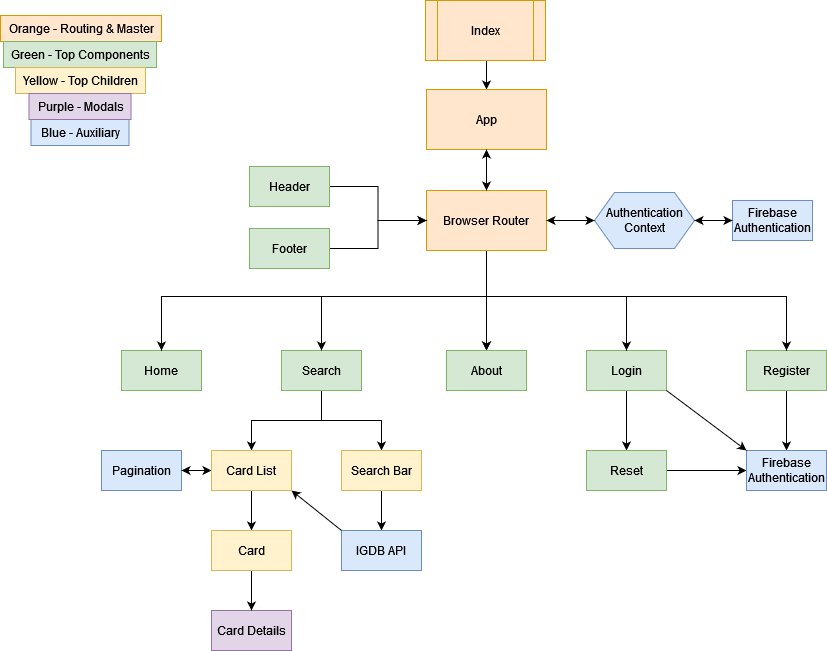 Orange - Routing & Master
Green - Top Components
Yellow - Top Children
Purple - Modals
Blue - Auxiliary
Index
App
Header
Footer
Browser Router
Authentication
Context
Firebase
Authentication
Home
Search
About
Login
Register
Pagination
Card List
Search Bar
Reset
Firebase
Authentication
Card
IGDB API
Card Details